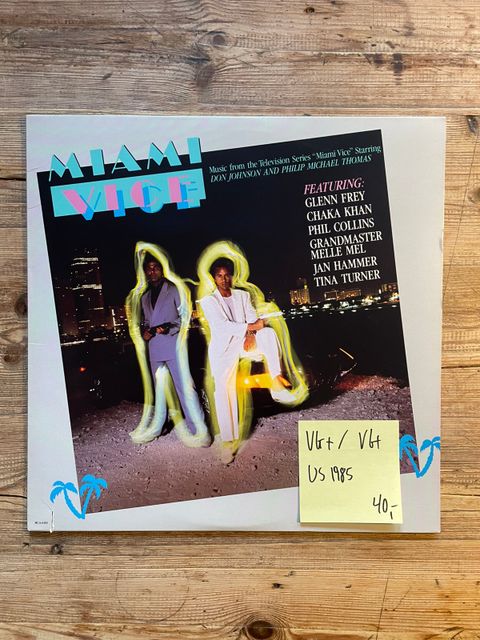 MIAMI
VICE
Music from the Television Series "Miami Vice" Starring
DON JOHNSON AND PHILIP MICHAEL THOMAS
FEATURING:
GLENN FREY
CHAKA KHAN
PHIL COLLINS
GRANDMASTER
MELLE MEL
JAN HAMMER
TINA TURNER
VG+ / VG+
US 1985
40,-